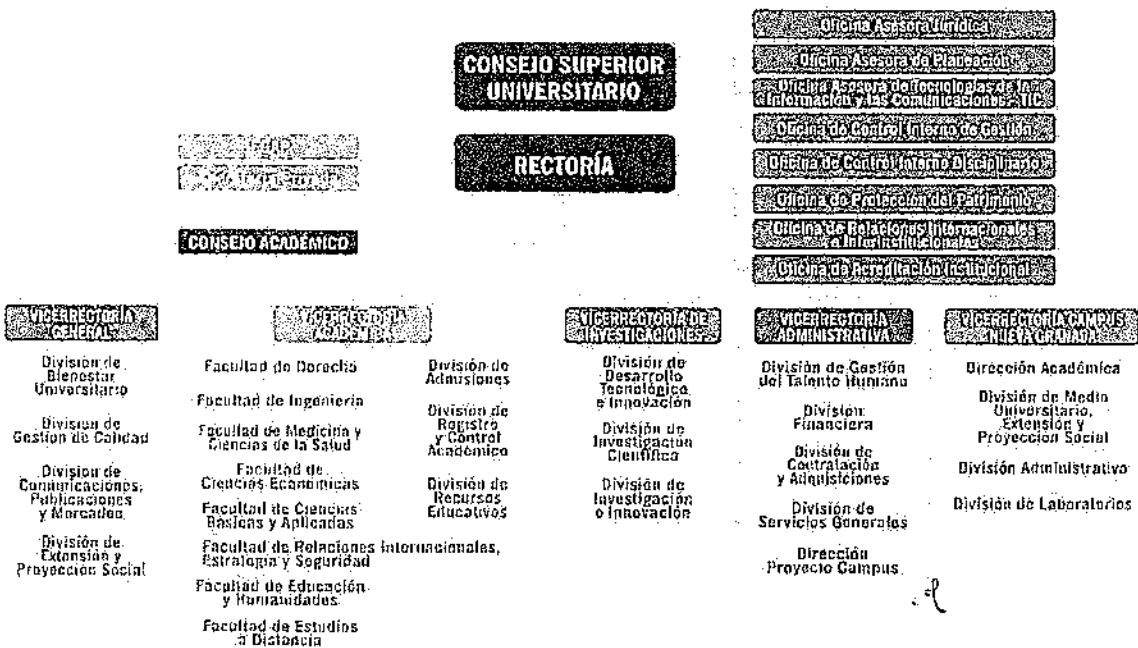 CONSEJO SUPERIOR
UNIVERSITARIO
RECTORÍA
CONSEJO ACADÉMICO
Oficina Asesora Jurídica
Oficina Asesora de Planeación
Oficina Asesora de Tecnologías de la
Información y las Comunicaciones - TIC
Oficina de Control Interno de Gestión
Oficina de Control Interno Disciplinario
Oficina de Protección del Patrimonio
Oficina de Relaciones Internacionales
e Interinstitucionales
Oficina de Acreditación Institucional
VICERRECTORÍA
GENERAL
División de
Bienestar
Universitario
División de
Gestión de Calidad
División de
Comunicaciones,
Publicaciones
y Mercadeo
División de
Extensión y
Proyección Social
VICERRECTORÍA
ACADÉMICA
Facultad de Derecho
Facultad de Ingeniería
Facultad de Medicina y
Ciencias de la Salud
Facultad de
Ciencias Económicas
Facultad de Ciencias
Básicas y Aplicadas
Facultad de Relaciones Internacionales,
Estrategia y Seguridad
Facultad de Educación
y Humanidades
Facultad de Estudios
a Distancia
División de
Admisiones
División de
Registro
y Control
Académico
División de
Recursos
Educativos
VICERRECTORÍA DE
INVESTIGACIONES
División de
Desarrollo
Tecnológico
e Innovación
División de
Investigación
Científica
División de
Investigación
e Innovación
VICERRECTORÍA
ADMINISTRATIVA
División de Gestión
del Talento Humano
División
Financiera
División de
Contratación
y Adquisiciones
División de
Servicios Generales
Dirección
Proyecto Campus
VICERRECTORÍA CAMPUS
NUEVA GRANADA
Dirección Académica
División de Medio
Universitario,
Extensión y
Proyección Social
División Administrativa
División de Laboratorios